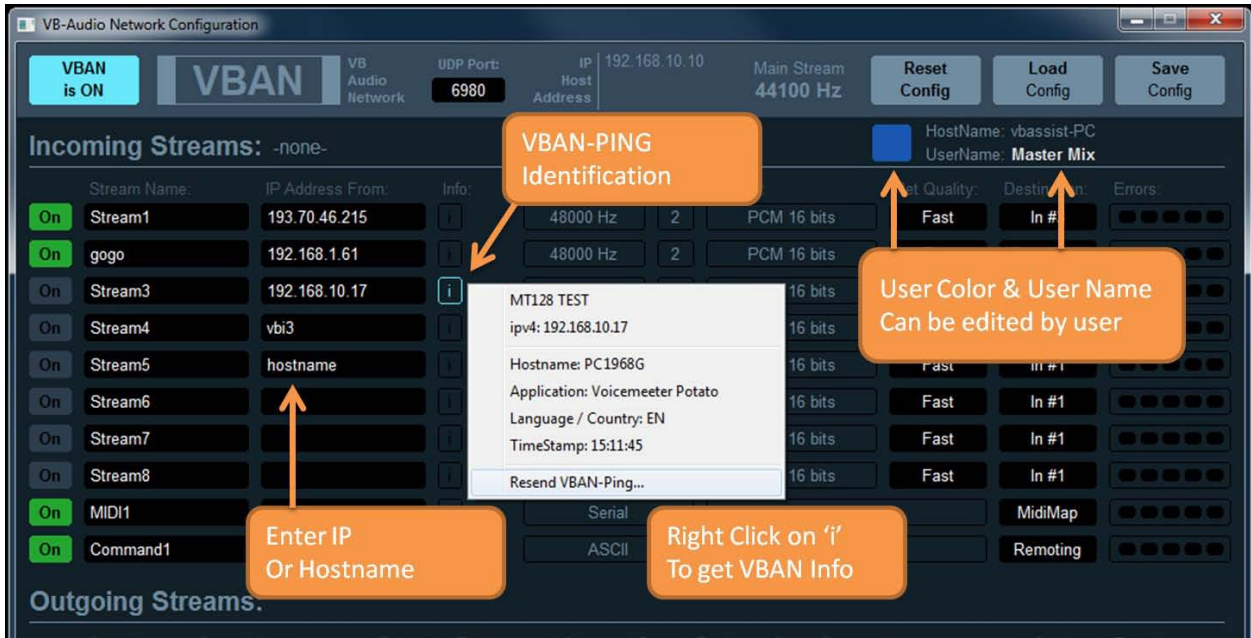 VB-Audio Network Configuration
VBAN
is ON
VBAN
VB
Audio
Network
UDP Port:
6980
IP
Host
Address
192.168.10.10
Main Stream
44100 Hz
Reset
Config
Load
Config
Save
Config
Incoming Streams: -none-
VBAN-PING
Identification
HostName: vbassist-PC
UserName: Master Mix
Stream Name: IP Address From: Info: Quality: Errors:
On Stream1 193.70.46.215 i 48000 Hz 2 PCM 16 bits Fast In
On gogo 192.168.1.61 i 48000 Hz 2 PCM 16 bits
On Stream3 192.168.10.17 i 16 bits
On Stream4 vbi3 i 16 bits
On Stream5 hostname i 16 bits Fast In #1
On Stream6 i 16 bits Fast In #1
On Stream7 i 16 bits Fast In #1
On Stream8 16 bits Fast In #1
On MIDI1 Serial MidiMap
On Command1 ASCII Remoting
MT128 TEST
ipv4: 192.168.10.17
Hostname: PC1968G
Application: Voicemeeter Potato
Language / Country: EN
TimeStamp: 15:11:45
Resend VBAN-Ping...
User Color & User Name
Can be edited by user
Enter IP
Or Hostname
Right Click on ‘i’
To get VBAN Info
Outgoing Streams: